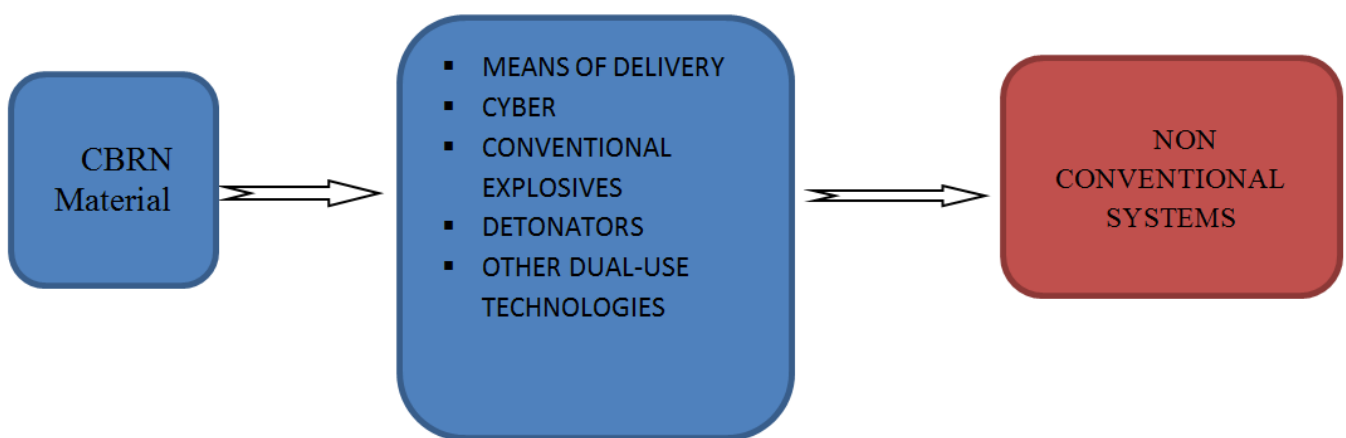 CBRN
Material
▪ MEANS OF DELIVERY
▪ CYBER
▪ CONVENTIONAL
EXPLOSIVES
▪ DETONATORS
▪ OTHER DUAL-USE
TECHNOLOGIES
NON
CONVENTIONAL
SYSTEMS